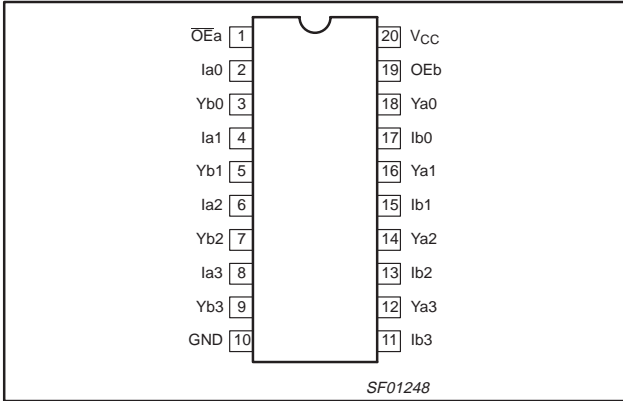 O̅E̅a 1 20 VCC
Ia0 2 19 OEb
Yb0 3 18 Ya0
Ia1 4 17 Ib0
Yb1 5 16 Ya1
Ia2 6 15 Ib1
Yb2 7 14 Ya2
Ia3 8 13 Ib2
Yb3 9 12 Ya3
GND 10 11 Ib3
SF01248